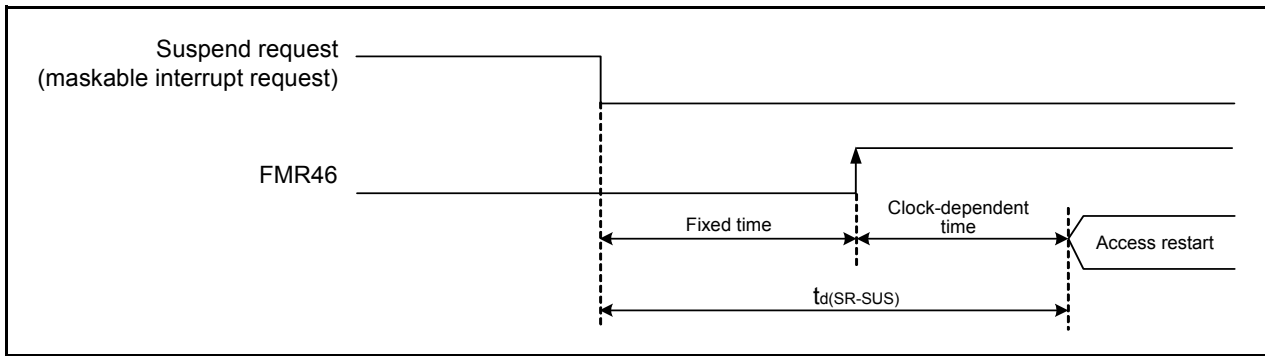 Suspend request
(maskable interrupt request)
FMR46
Fixed time
Clock-dependent
time
Access restart
td(SR-SUS)